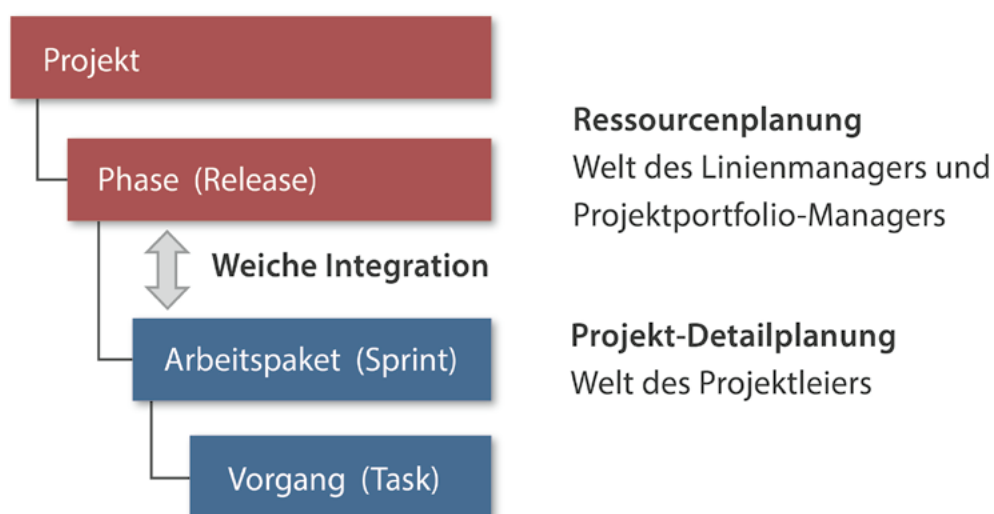 Projekt
Phase (Release)
Weiche Integration
Arbeitspaket (Sprint)
Vorgang (Task)
Ressourcenplanung
Welt des Linienmanagers und
Projektportfolio-Managers
Projekt-Detailplanung
Welt des Projektleiers